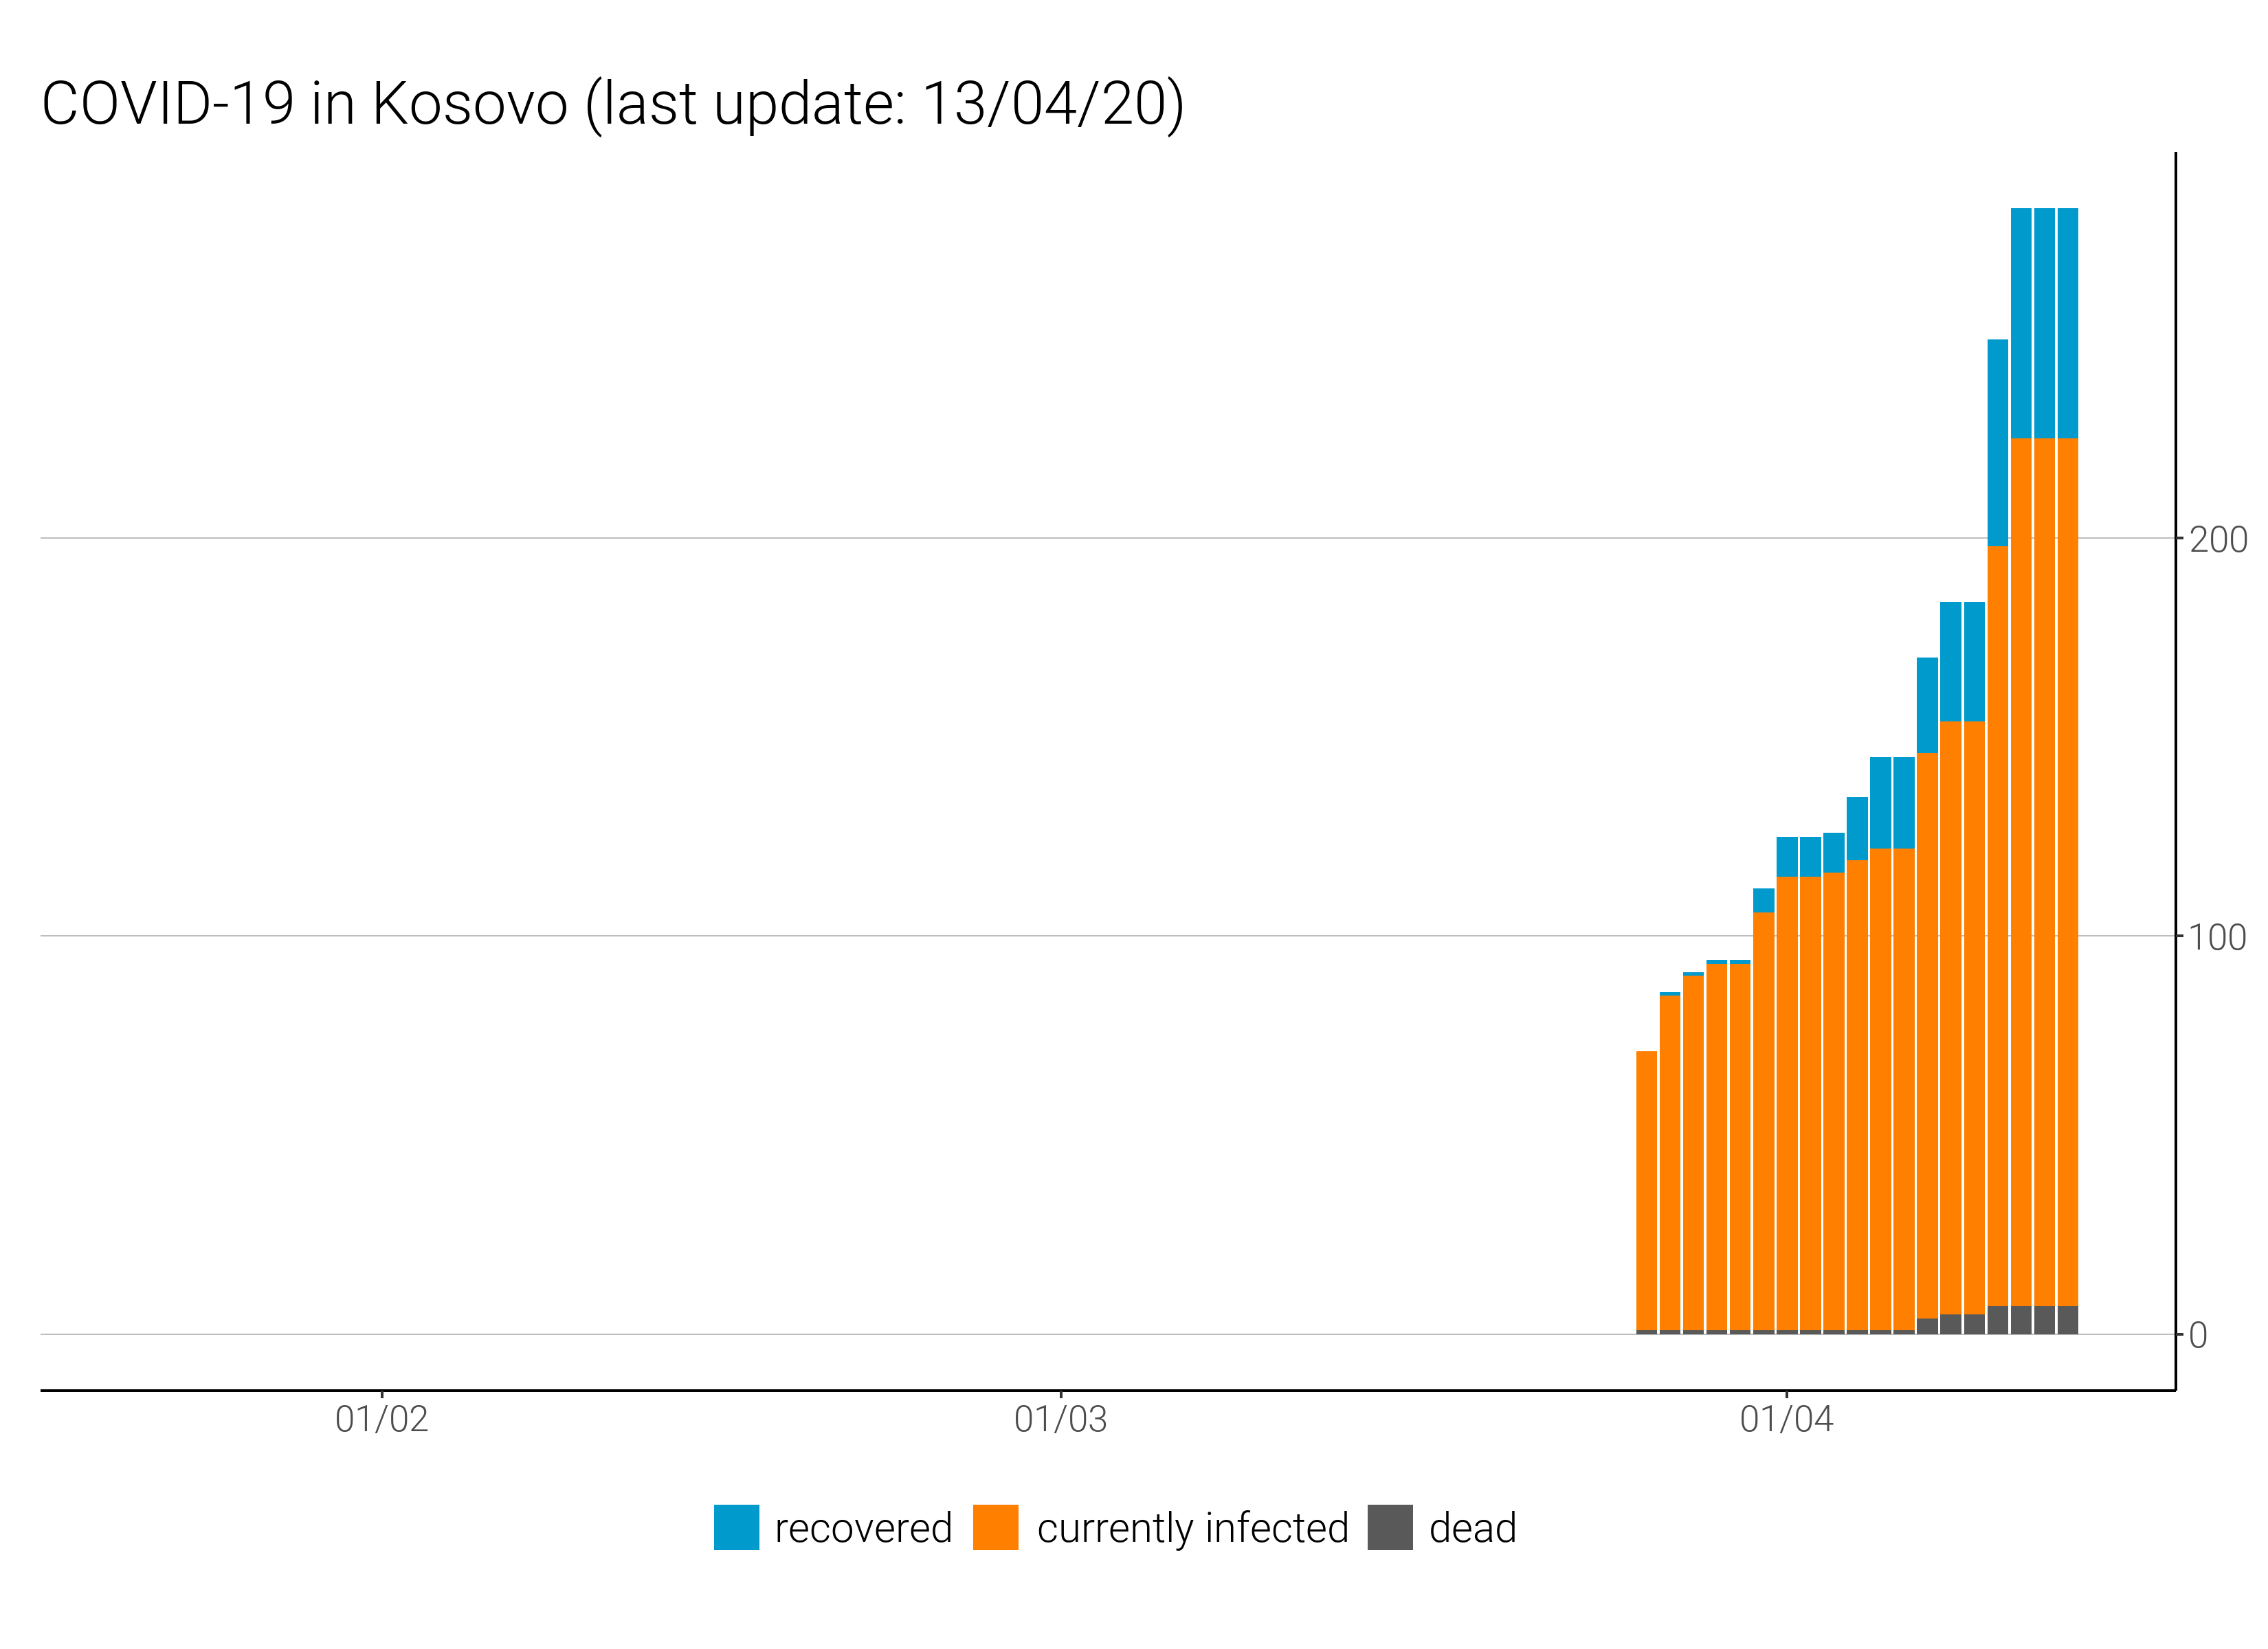 COVID-19 in Kosovo (last update: 13/04/20)
200
100
0
01/02 01/03 01/04
recovered currently infected dead